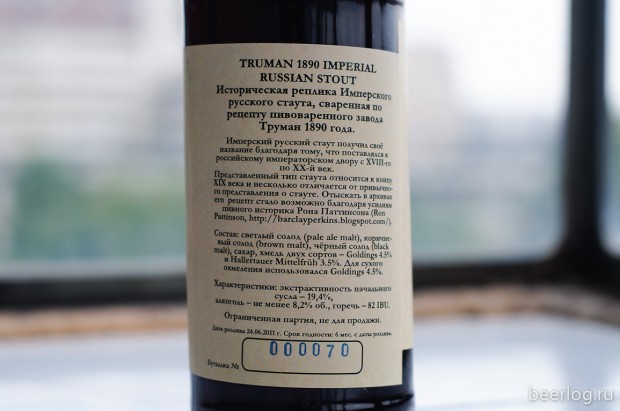 TRUMAN 1890 IMPERIAL
RUSSIAN STOUT
Историческая реплика Имперского
русского стаута, сваренная по
рецепту пивоваренного завода
Труман 1890 года.
Имперский русский стаут получил своё
название благодаря тому, что поставлялся к
российскому императорскому двору с XVIII-го
по XX-й век.
Представленный тип стаута относится к концу
XIX века и несколько отличается от привычно-
го представления о стауте. Отыскать в архивах
его рецепт стало возможно благодаря усилиям
пивного историка Рона Паттинсона (Ron
Pattinson, http://barclayperkins.blogspot.com/).
Состав: светлый солод (pale ale malt), коричне-
вый солод (brown malt), чёрный солод (black
malt), сахар, хмель двух сортов – Goldings 4.5%
и Hallertauer Mittelfrüh 3.5%. Для сухого
охмеления использовался Goldings 4.5%.
Характеристики: экстрактивность начального
сусла – 19,4%,
алкоголь – не менее 8,2% об., горечь – 82 IBU.
Ограниченная партия, не для продажи.
Дата розлива 24.06.2011 г. Срок годности: 6 мес. с даты розлива.
Бутылка № 000070
beerlog.ru